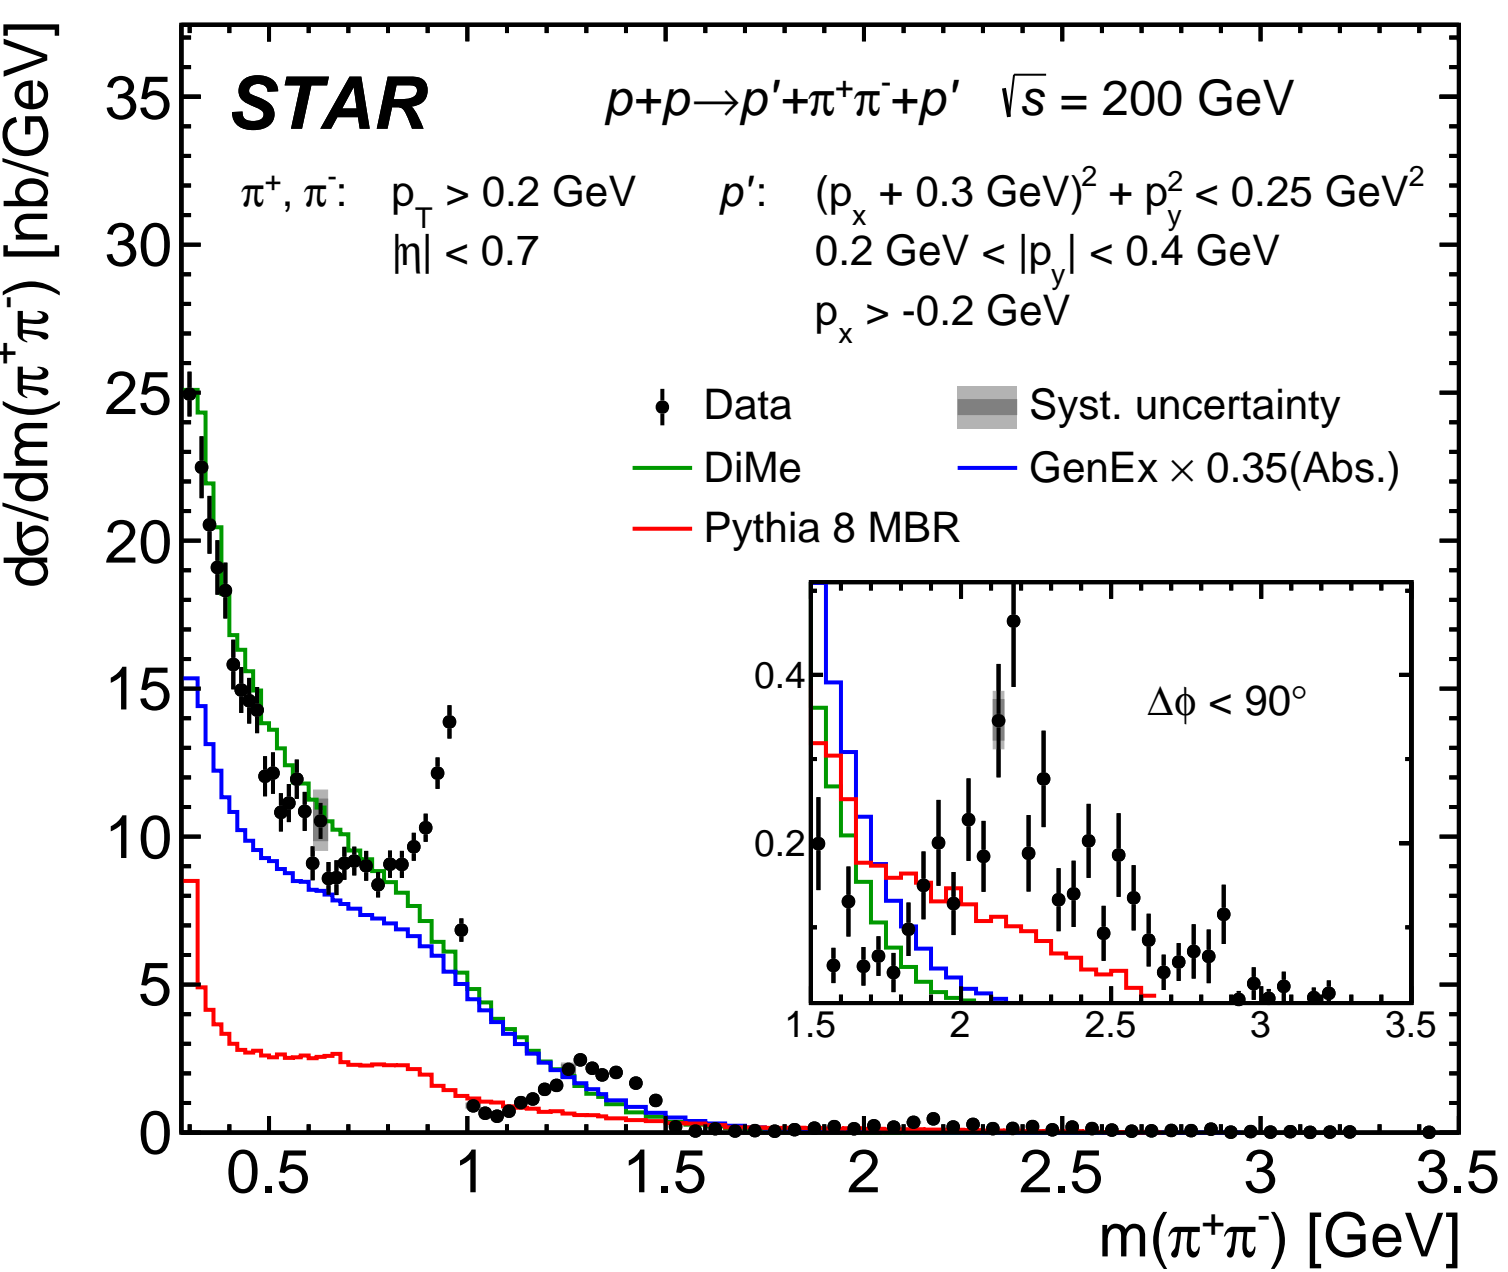 STAR p+p→p′+π⁺π⁻+p′ √s = 200 GeV
π⁺, π⁻: p_T > 0.2 GeV p′: (p_x + 0.3 GeV)² + p_y² < 0.25 GeV²
|η| < 0.7 0.2 GeV < |p_y| < 0.4 GeV
p_x > -0.2 GeV
Data Syst. uncertainty
DiMe GenEx × 0.35(Abs.)
Pythia 8 MBR
dσ/dm(π⁺π⁻) [nb/GeV]
35
30
25
20
15
10
5
0
Δϕ < 90°
0.4
0.2
1.5 2 2.5 3 3.5
0.5 1 1.5 2 2.5 3 3.5
m(π⁺π⁻) [GeV]